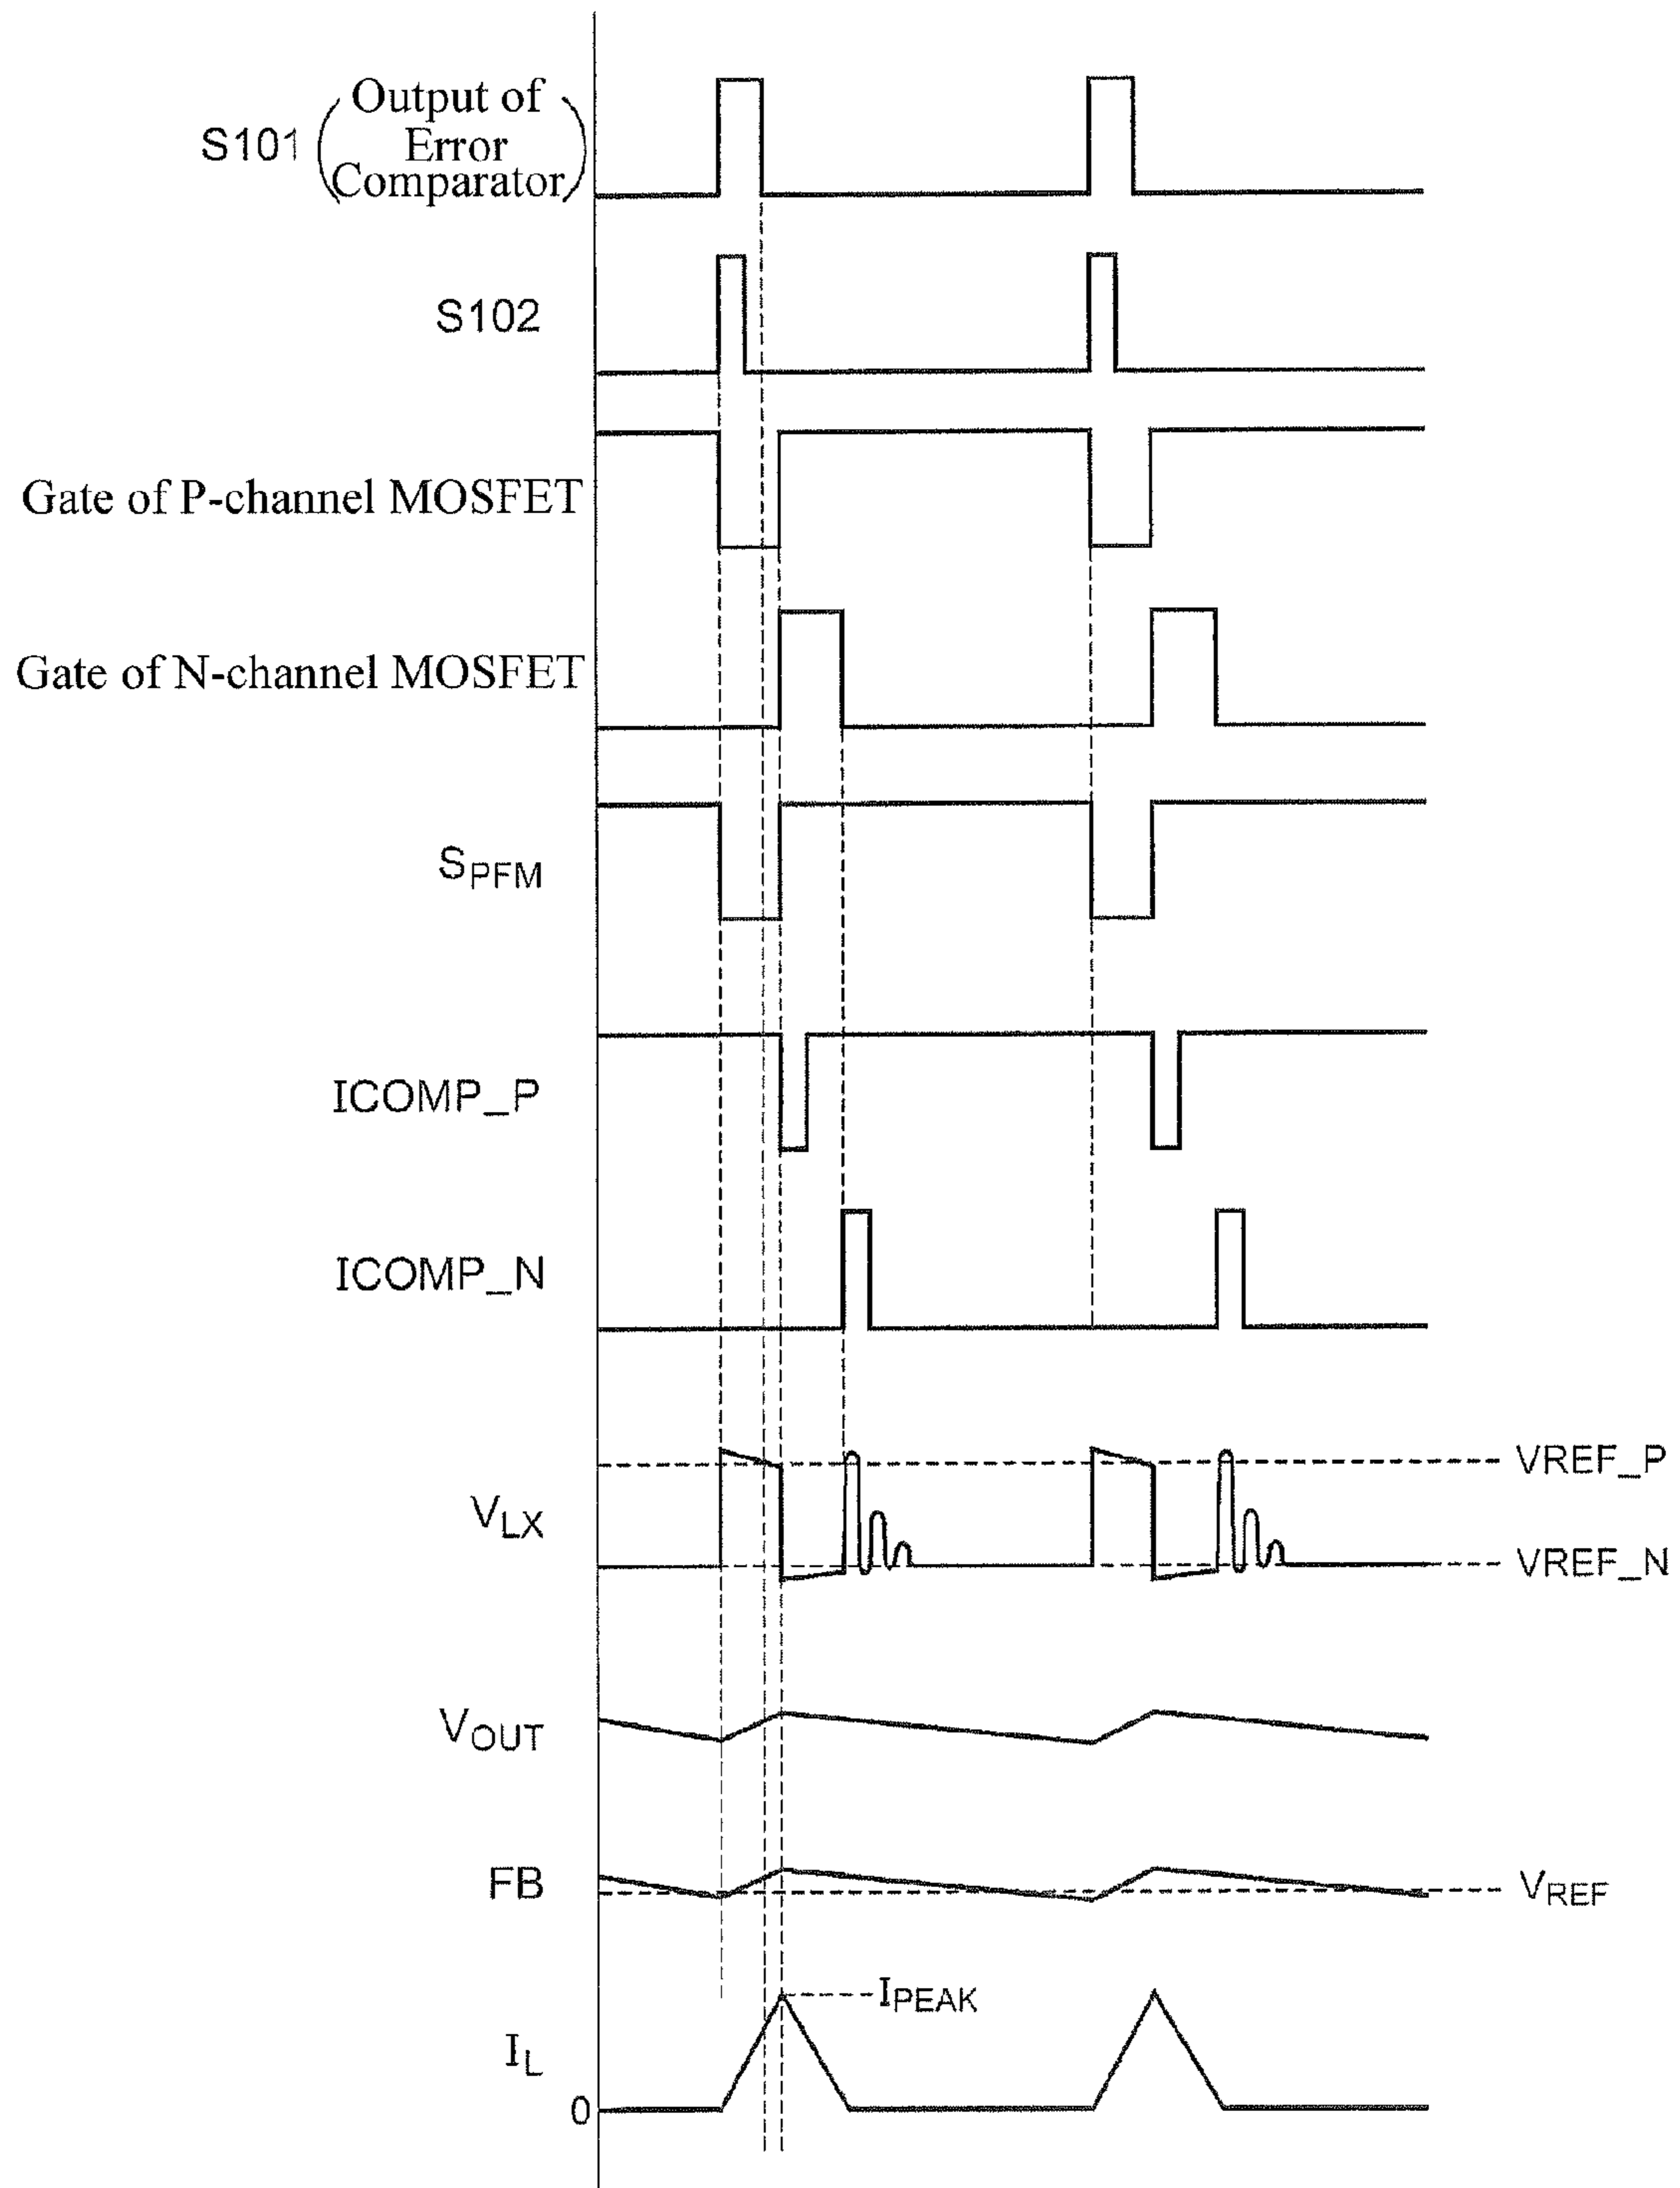 S101 (Output of
Error
Comparator)
S102
Gate of P-channel MOSFET
Gate of N-channel MOSFET
SPFM
ICOMP_P
ICOMP_N
VLX
VREF_P
VREF_N
VOUT
FB
VREF
IPEAK
IL
0